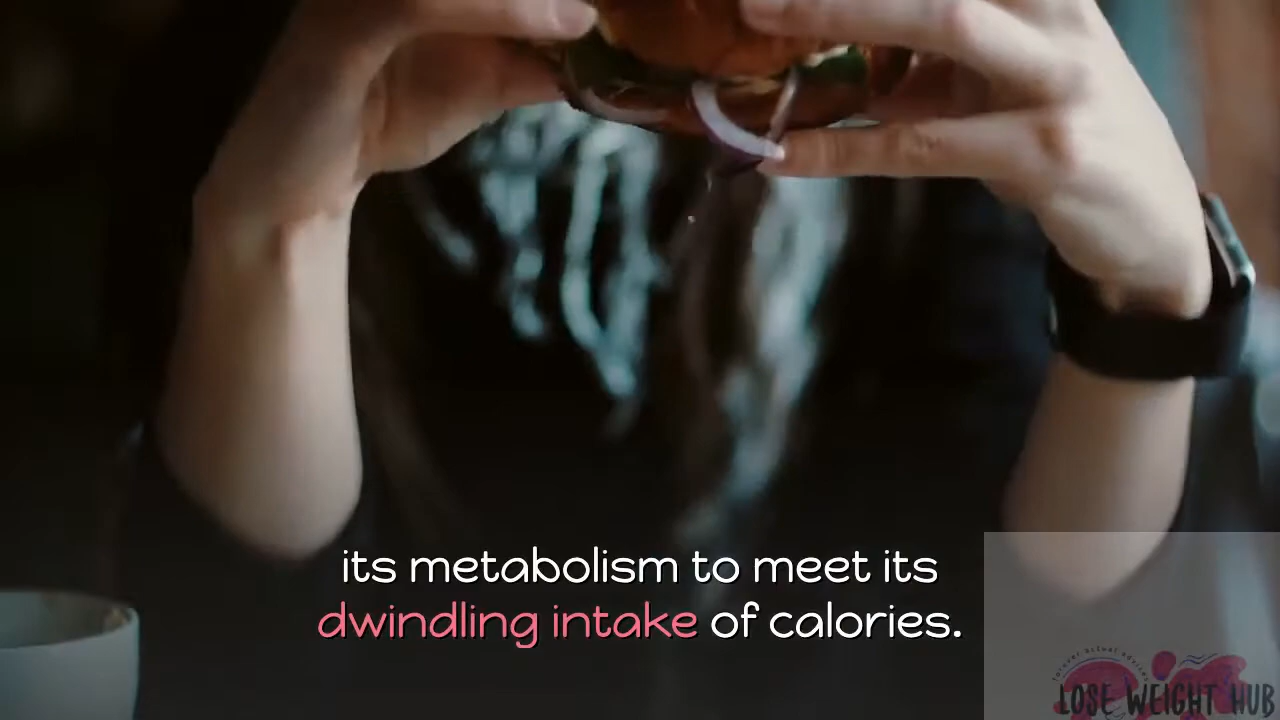 its metabolism to meet its
dwindling intake of calories.
LOSE WEIGHT HUB